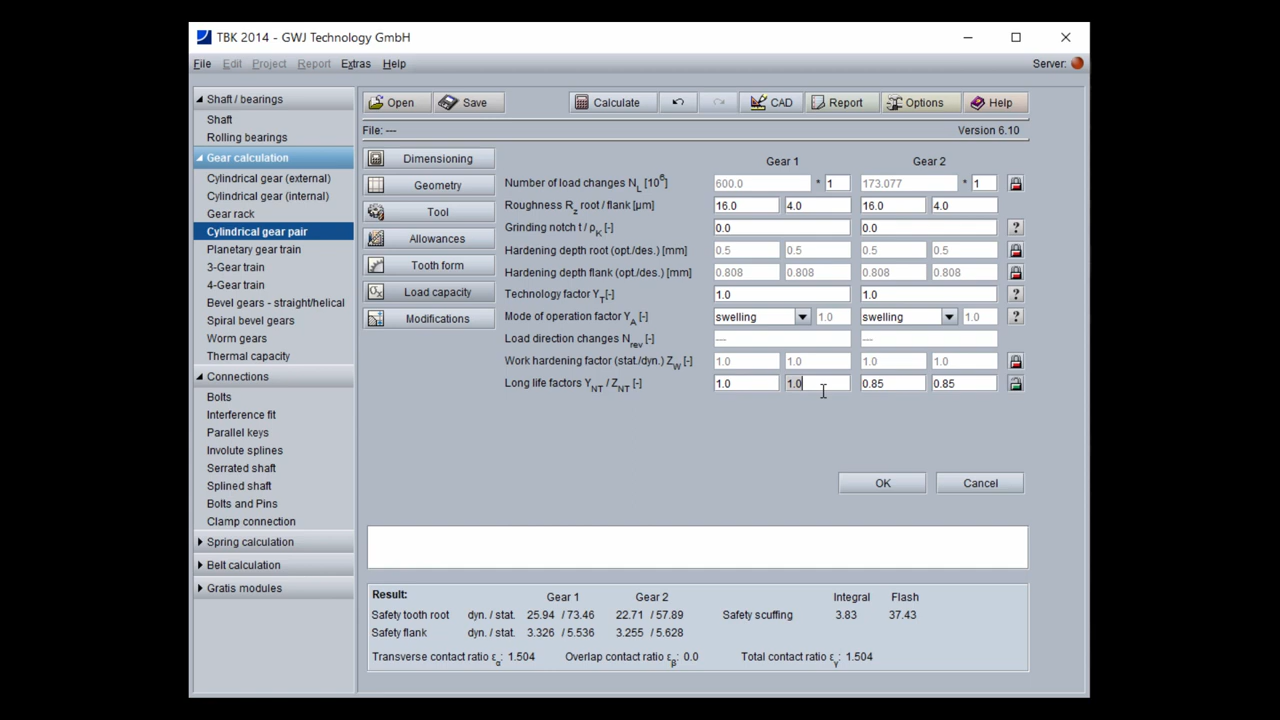 TBK 2014 - GWJ Technology GmbH
File Edit Project Report Extras Help Server:
Shaft / bearings
Shaft
Rolling bearings
Gear calculation
Cylindrical gear (external)
Cylindrical gear (internal)
Gear rack
Cylindrical gear pair
Planetary gear train
3-Gear train
4-Gear train
Bevel gears - straight/helical
Spiral bevel gears
Worm gears
Thermal capacity
Connections
Bolts
Interference fit
Parallel keys
Involute splines
Serrated shaft
Splined shaft
Bolts and Pins
Clamp connection
Spring calculation
Belt calculation
Gratis modules
Open Save Calculate CAD Report Options Help
File: --- Version 6.10
Dimensioning
Geometry
Tool
Allowances
Tooth form
Load capacity
Modifications
Gear 1 Gear 2
Number of load changes N_L [10^6] 600.0 * 1 173.077 * 1
Roughness R_z root / flank [µm] 16.0 4.0 16.0 4.0
Grinding notch t / ρ_K [-] 0.0 0.0 ?
Hardening depth root (opt./des.) [mm] 0.5 0.5 0.5 0.5
Hardening depth flank (opt./des.) [mm] 0.808 0.808 0.808 0.808
Technology factor Y_T [-] 1.0 1.0 ?
Mode of operation factor Y_A [-] swelling 1.0 swelling 1.0 ?
Load direction changes N_rev [-] --- ---
Work hardening factor (stat./dyn.) Z_W [-] 1.0 1.0 1.0 1.0
Long life factors Y_NT / Z_NT [-] 1.0 1.0 0.85 0.85
OK Cancel
Result: Gear 1 Gear 2 Integral Flash
Safety tooth root dyn. / stat. 25.94 / 73.46 22.71 / 57.89 Safety scuffing 3.83 37.43
Safety flank dyn. / stat. 3.326 / 5.536 3.255 / 5.628
Transverse contact ratio ε_α: 1.504 Overlap contact ratio ε_β: 0.0 Total contact ratio ε_γ: 1.504